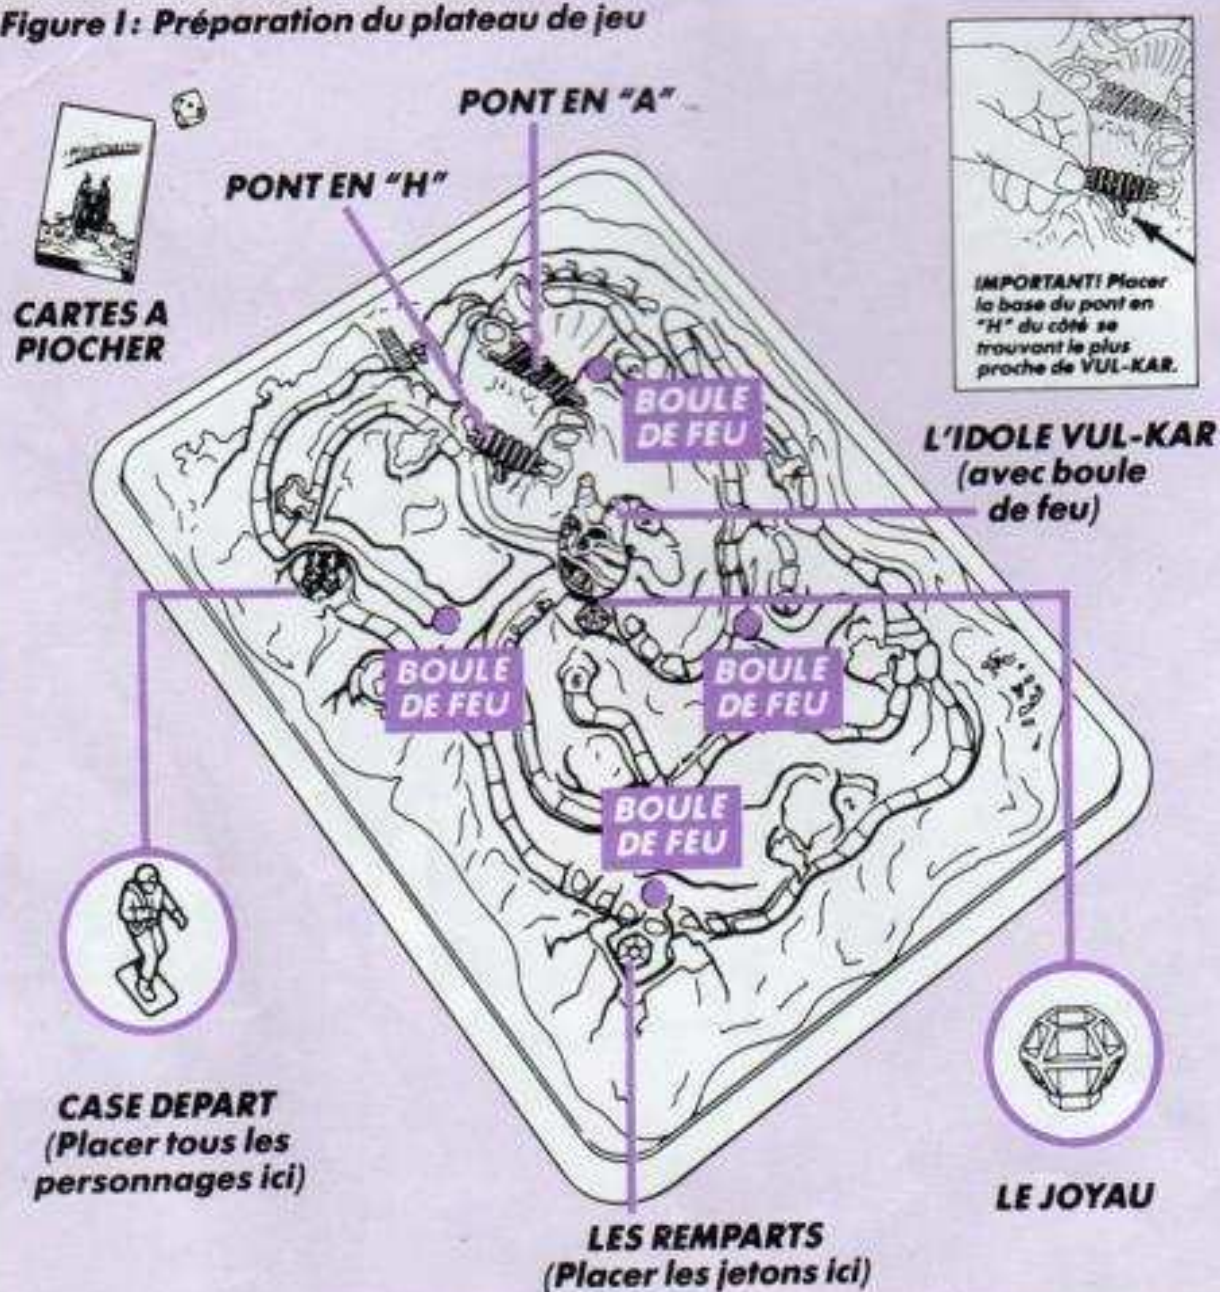 Figure I : Préparation du plateau de jeu
PONT EN "A"
PONT EN "H"
CARTES A
PIOCHER
IMPORTANT! Placer
la base du pont en
"H" du côté se
trouvant le plus
proche de VUL-KAR.
BOULE
DE FEU
L'IDOLE VUL-KAR
(avec boule
de feu)
BOULE
DE FEU
BOULE
DE FEU
BOULE
DE FEU
CASE DEPART
(Placer tous les
personnages ici)
LE JOYAU
LES REMPARTS
(Placer les jetons ici)